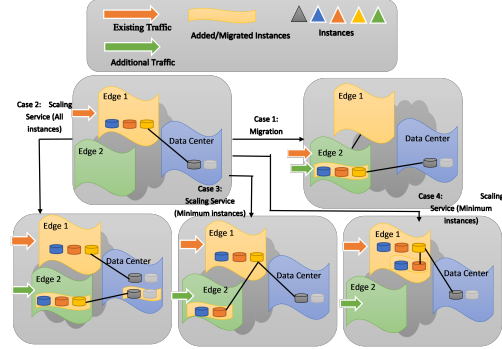 Existing Traffic
Added/Migrated Instances
Instances
Additional Traffic
Case 2: Scaling
Service (All
instances)
Edge 1
Data Center
Edge 2
Case 1:
Migration
Edge 1
Data Center
Edge 2
Case 3:
Scaling Service
(Minimum instances)
Case 4: Scaling
Service (Minimum
instances)
Edge 1
Data Center
Edge 2
Edge 1
Data Center
Edge 2
Edge 1
Data Center
Edge 2